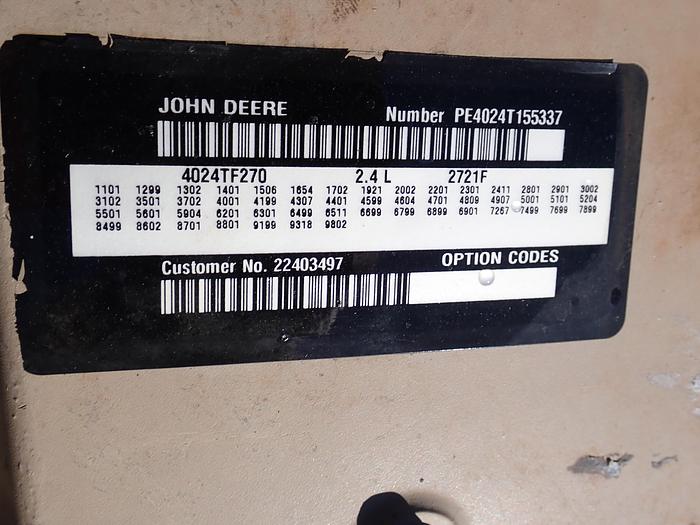 JOHN DEERE Number PE4024T155337
4024TF270 2.4 L 2721F
1101 1299 1302 1401 1506 1654 1702 1921 2002 2201 2301 2411 2801 2901 3002
3102 3501 3702 4001 4199 4307 4401 4599 4604 4701 4809 4907 5001 5101 5204
5501 5601 5904 6201 6301 6499 6511 6699 6799 6899 6901 7267 7499 7699 7899
8499 8602 8701 8801 9199 9318 9802
Customer No. 22403497 OPTION CODES